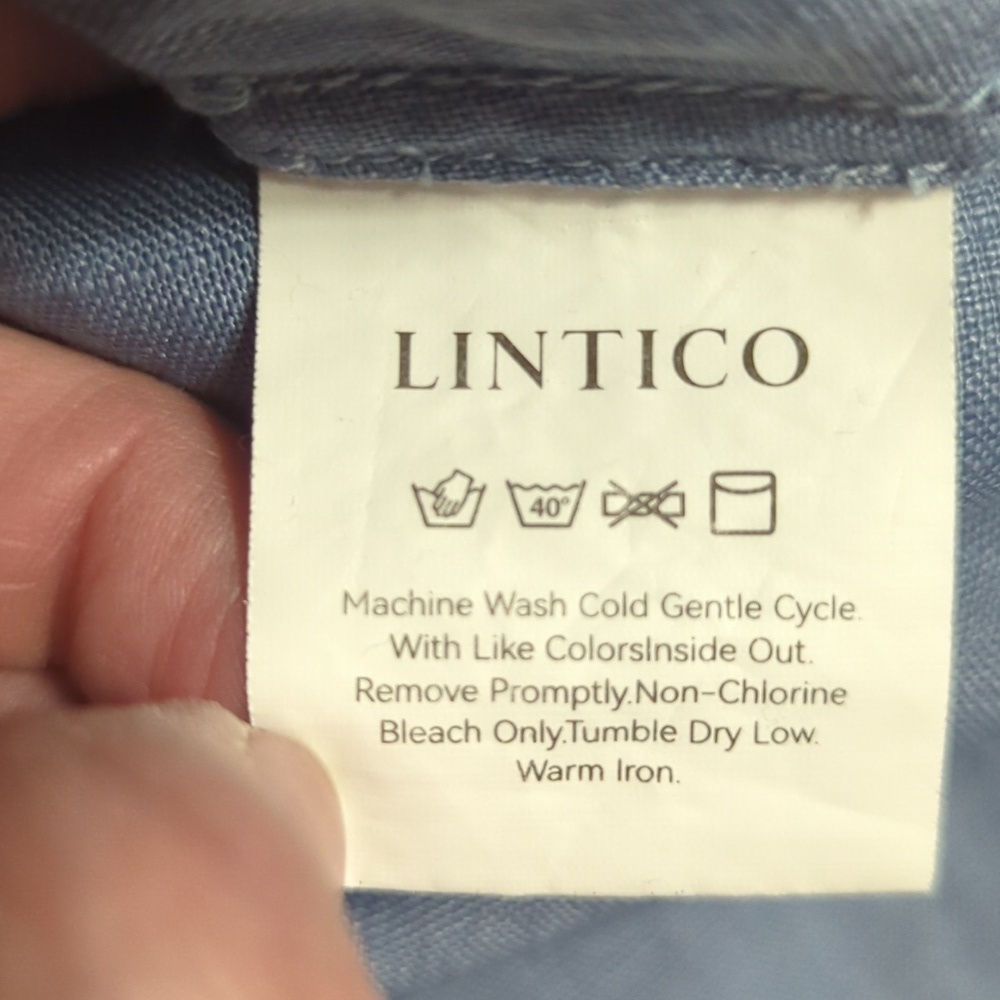 LINTICO
40°
Machine Wash Cold Gentle Cycle.
With Like ColorsInside Out.
Remove Promptly.Non-Chlorine
Bleach Only.Tumble Dry Low.
Warm Iron.